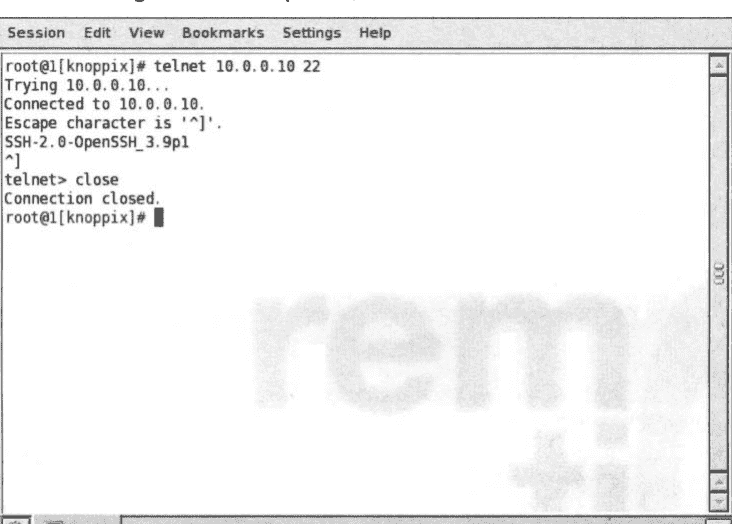 Session Edit View Bookmarks Settings Help
root@1[knoppix]# telnet 10.0.0.10 22
Trying 10.0.0.10...
Connected to 10.0.0.10.
Escape character is '^]'.
SSH-2.0-OpenSSH_3.9p1
^]
telnet> close
Connection closed.
root@1[knoppix]#
rem
ti